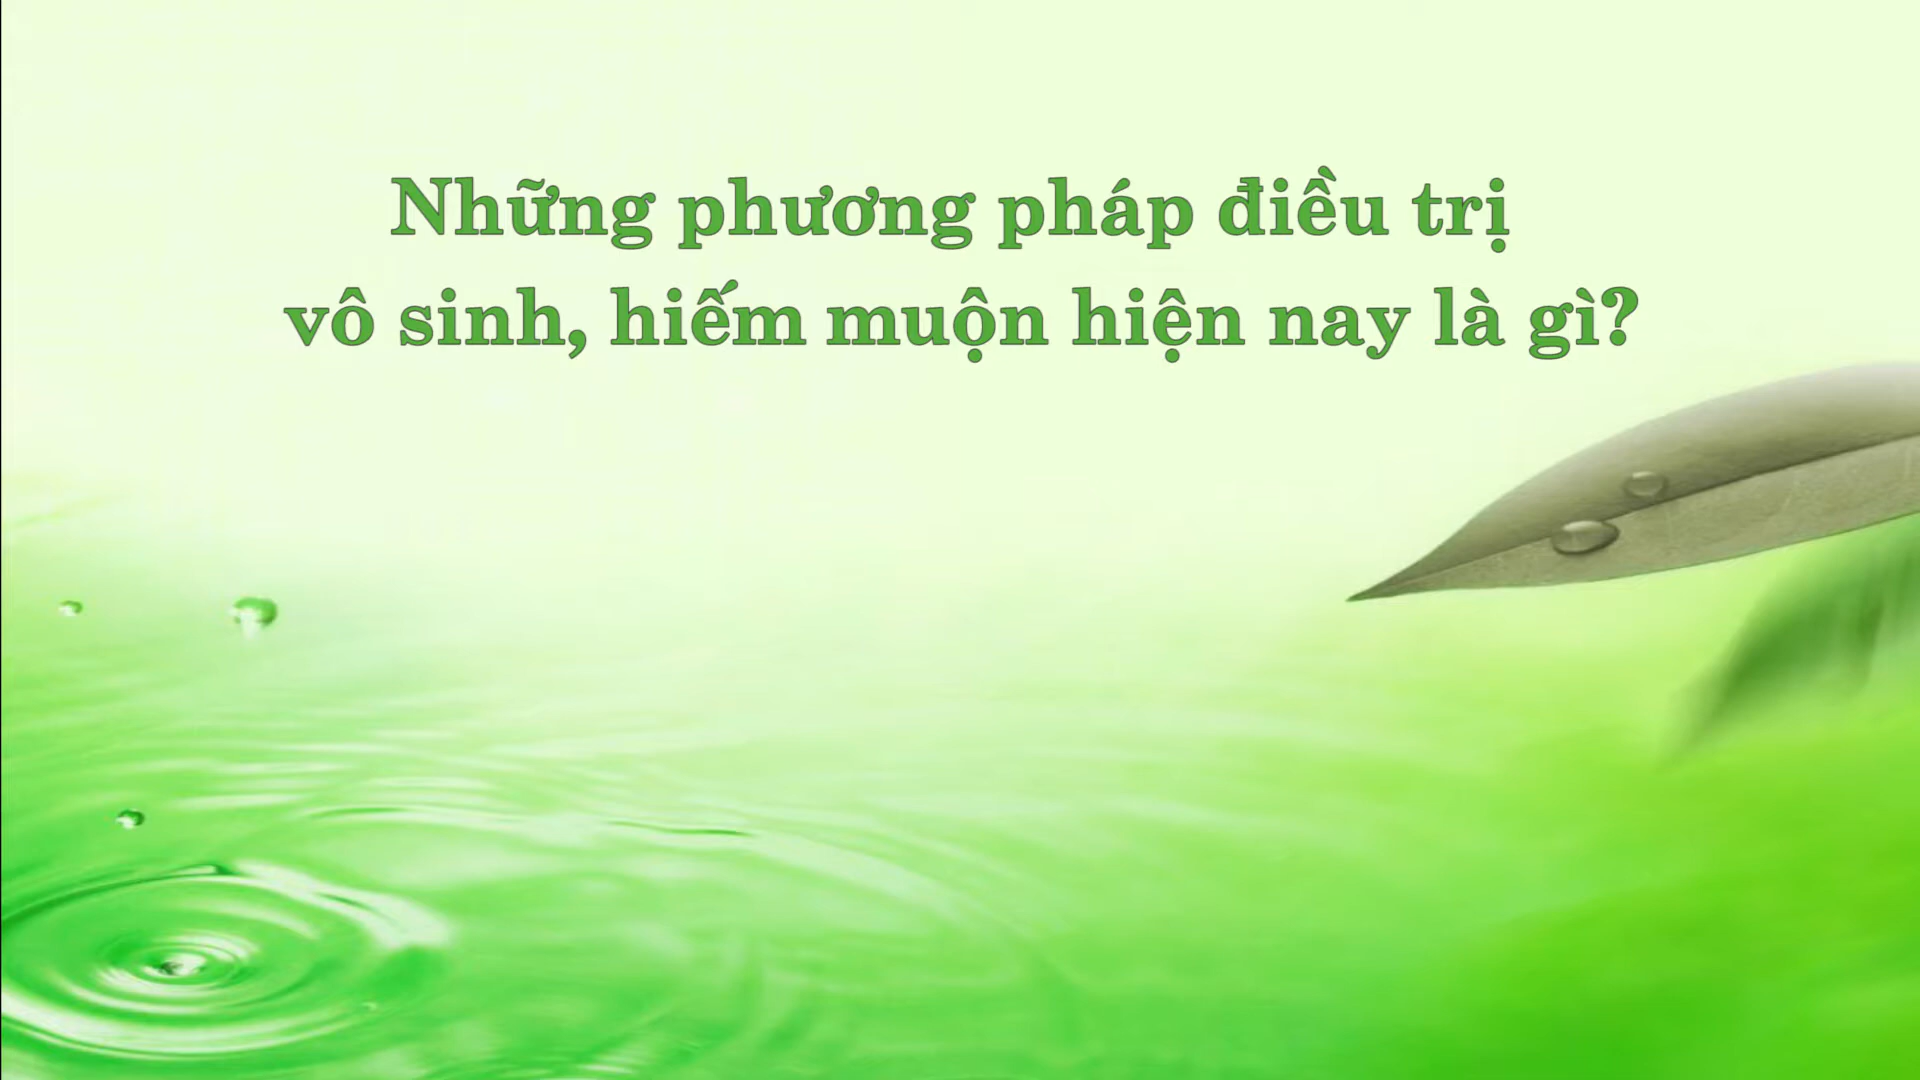 Những phương pháp điều trị
vô sinh, hiếm muộn hiện nay là gì?